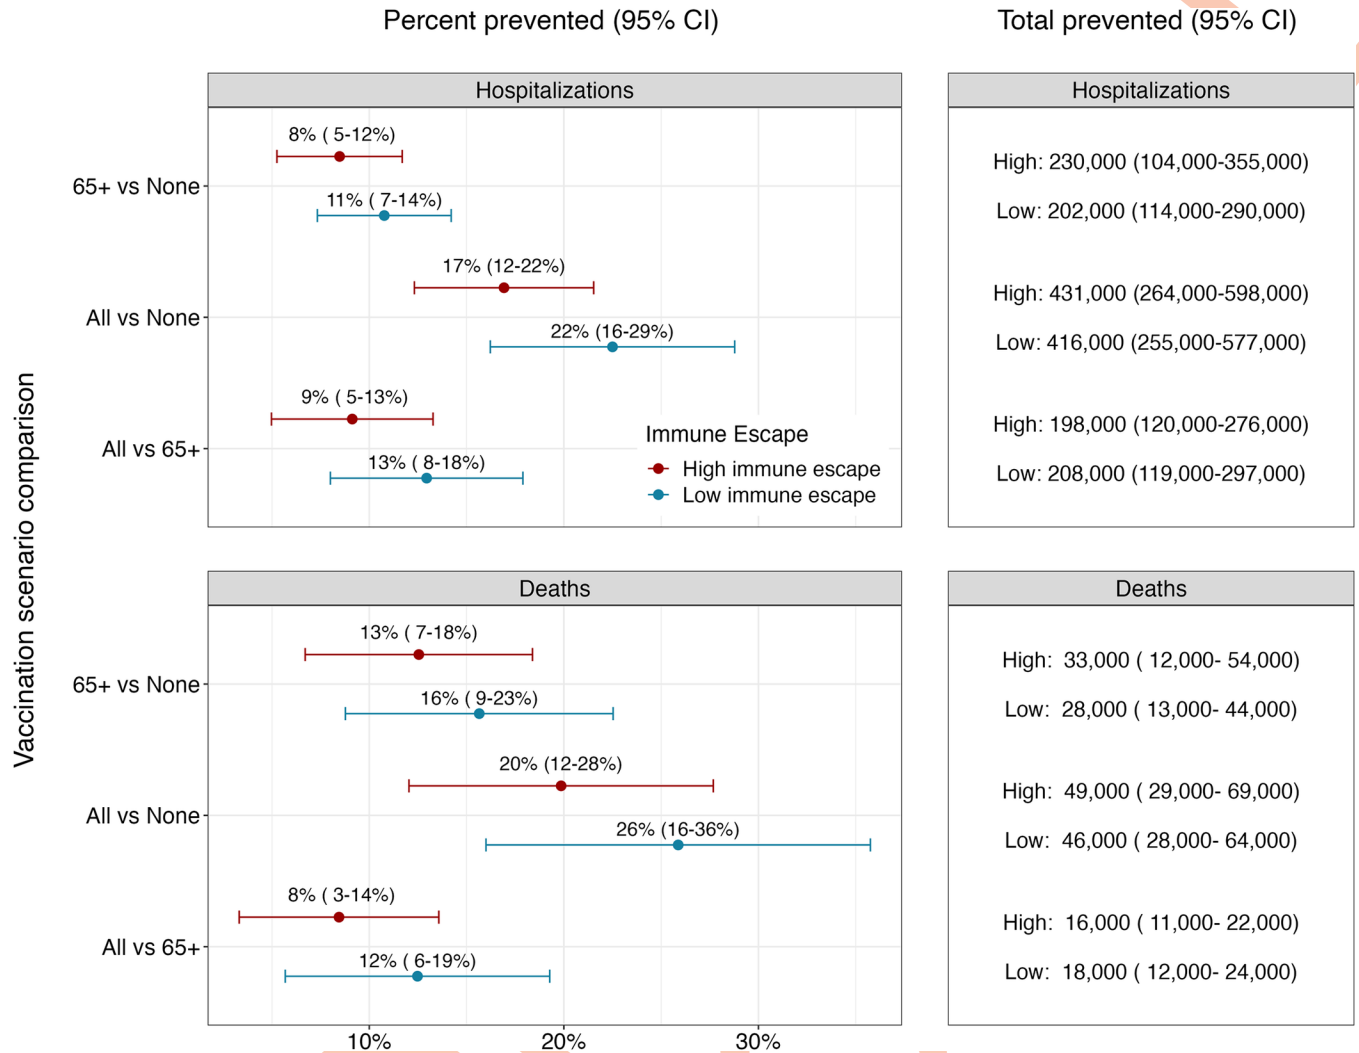 Percent prevented (95% CI)
Total prevented (95% CI)
Vaccination scenario comparison
Hospitalizations
65+ vs None
8% ( 5-12%)
11% ( 7-14%)
All vs None
17% (12-22%)
22% (16-29%)
All vs 65+
9% ( 5-13%)
13% ( 8-18%)
Immune Escape
High immune escape
Low immune escape
Hospitalizations
High: 230,000 (104,000-355,000)
Low: 202,000 (114,000-290,000)
High: 431,000 (264,000-598,000)
Low: 416,000 (255,000-577,000)
High: 198,000 (120,000-276,000)
Low: 208,000 (119,000-297,000)
Deaths
65+ vs None
13% ( 7-18%)
16% ( 9-23%)
All vs None
20% (12-28%)
26% (16-36%)
All vs 65+
8% ( 3-14%)
12% ( 6-19%)
10% 20% 30%
Deaths
High:  33,000 ( 12,000- 54,000)
Low:  28,000 ( 13,000- 44,000)
High:  49,000 ( 29,000- 69,000)
Low:  46,000 ( 28,000- 64,000)
High:  16,000 ( 11,000- 22,000)
Low:  18,000 ( 12,000- 24,000)